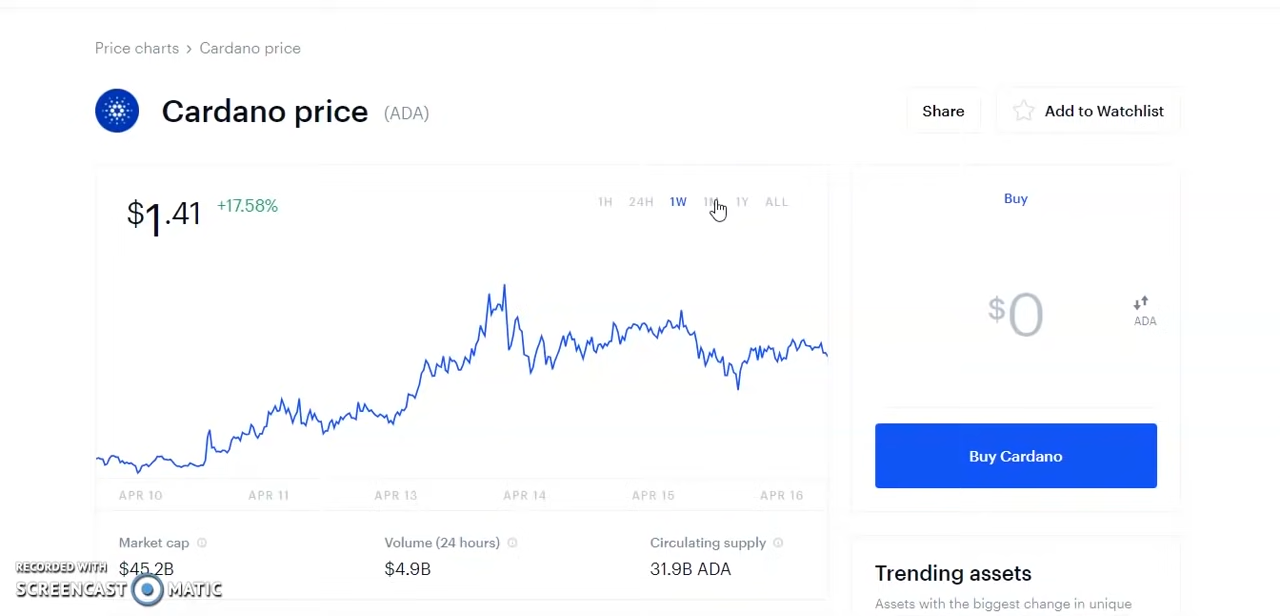 Price charts › Cardano price
Cardano price (ADA)
Share
Add to Watchlist
$1.41 +17.58%
1H 24H 1W 1M 1Y ALL
Buy
$0
ADA
Buy Cardano
APR 10 APR 11 APR 13 APR 14 APR 15 APR 16
Market cap Volume (24 hours) Circulating supply
$45.2B $4.9B 31.9B ADA
Trending assets
Assets with the biggest change in unique
RECORDED WITH
SCREENCAST MATIC